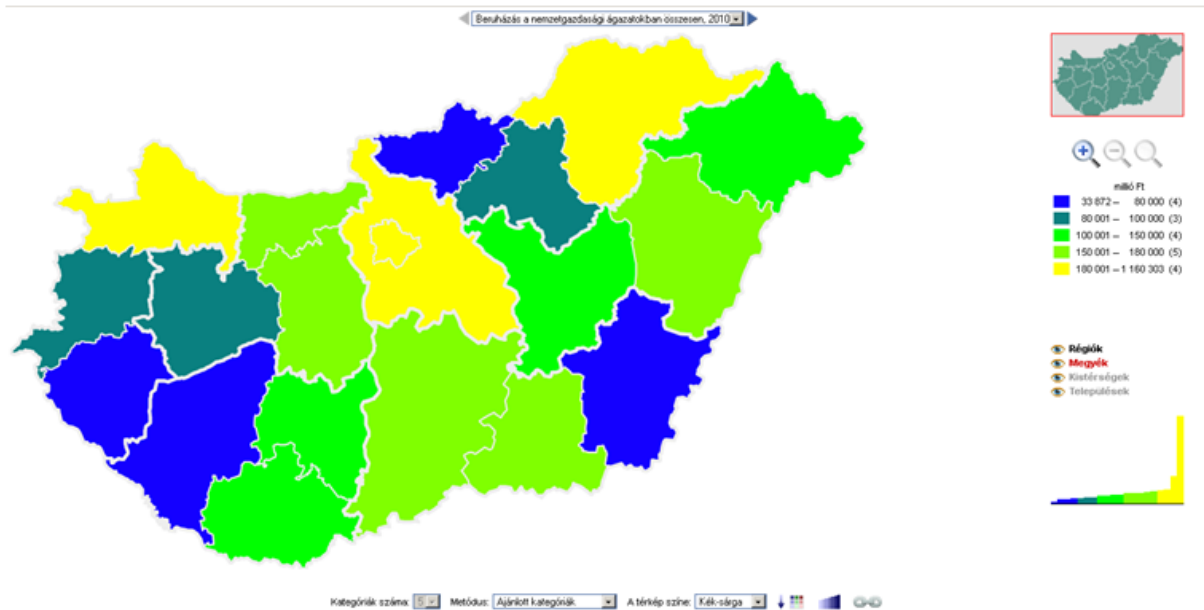 Beruházás a nemzetgazdasági ágazatokban összesen, 2010
millió Ft
33 872 – 80 000 (4)
80 001 – 100 000 (3)
100 001 – 150 000 (4)
150 001 – 180 000 (5)
180 001 – 1 160 303 (4)
Régiók
Megyék
Kistérségek
Települések
Kategóriák száma: 5 Metódus: Ajánlott kategóriák A térkép színe: Kék-sárga